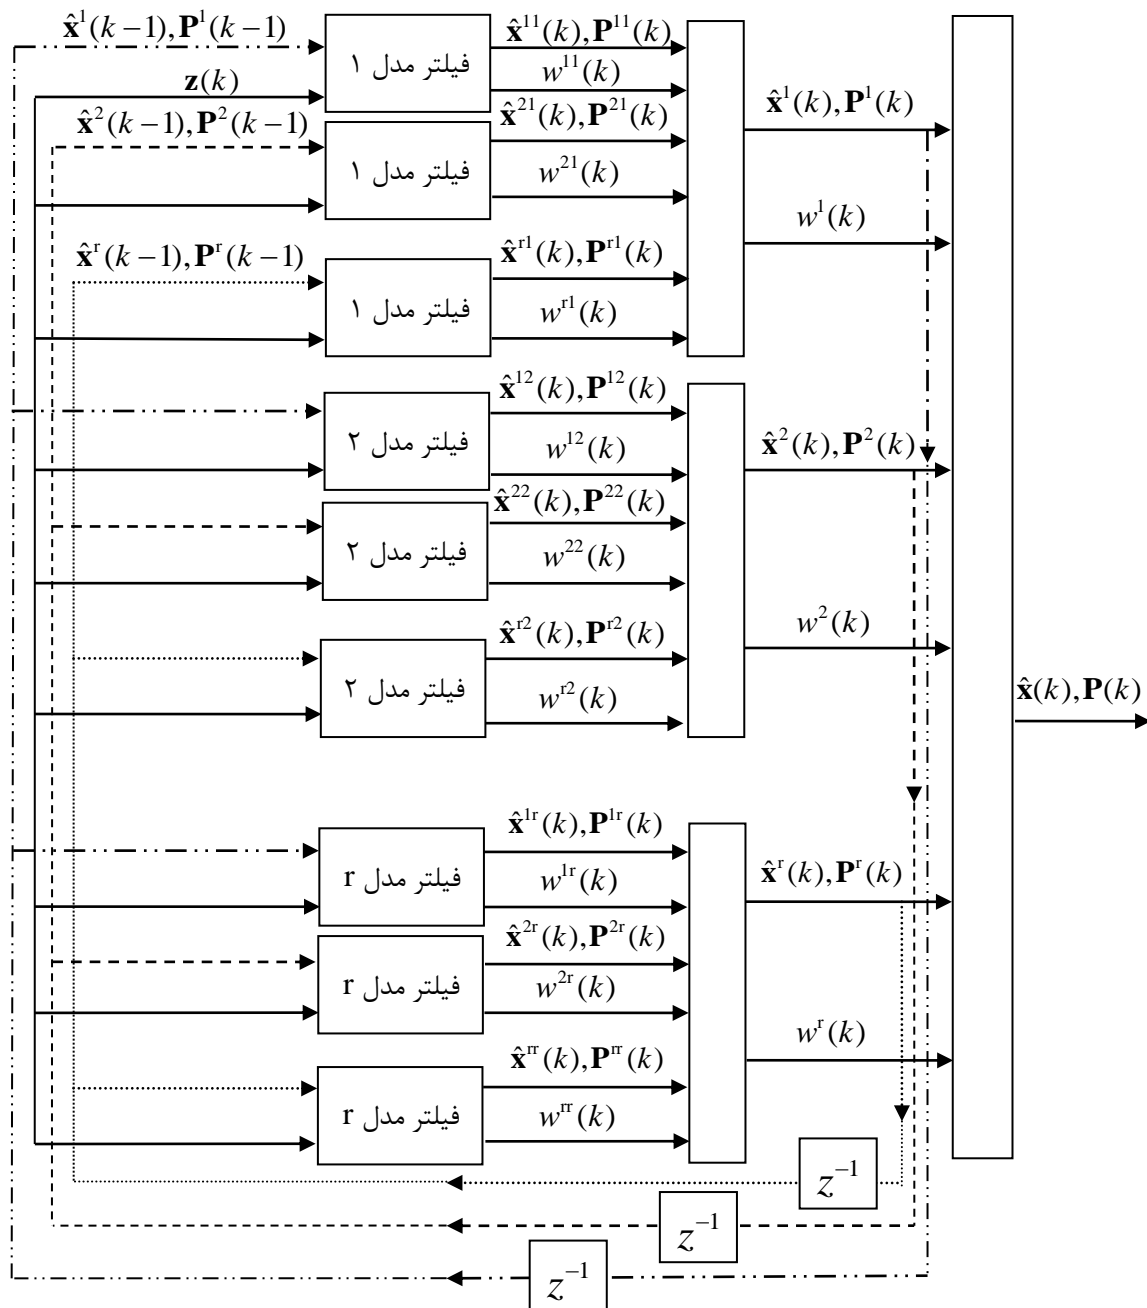 x̂¹(k−1),P¹(k−1)
فیلتر مدل ۱
x̂¹¹(k),P¹¹(k)
w¹¹(k)
z(k)
x̂²(k−1),P²(k−1)
فیلتر مدل ۱
x̂²¹(k),P²¹(k)
w²¹(k)
x̂¹(k),P¹(k)
w¹(k)
x̂ʳ(k−1),Pʳ(k−1)
فیلتر مدل ۱
x̂ʳ¹(k),Pʳ¹(k)
wʳ¹(k)
فیلتر مدل ۲
x̂¹²(k),P¹²(k)
w¹²(k)
فیلتر مدل ۲
x̂²²(k),P²²(k)
w²²(k)
x̂²(k),P²(k)
w²(k)
فیلتر مدل ۲
x̂ʳ²(k),Pʳ²(k)
wʳ²(k)
x̂(k),P(k)
فیلتر مدل r
x̂¹ʳ(k),P¹ʳ(k)
w¹ʳ(k)
فیلتر مدل r
x̂²ʳ(k),P²ʳ(k)
w²ʳ(k)
x̂ʳ(k),Pʳ(k)
wʳ(k)
فیلتر مدل r
x̂ʳʳ(k),Pʳʳ(k)
wʳʳ(k)
z⁻¹
z⁻¹
z⁻¹